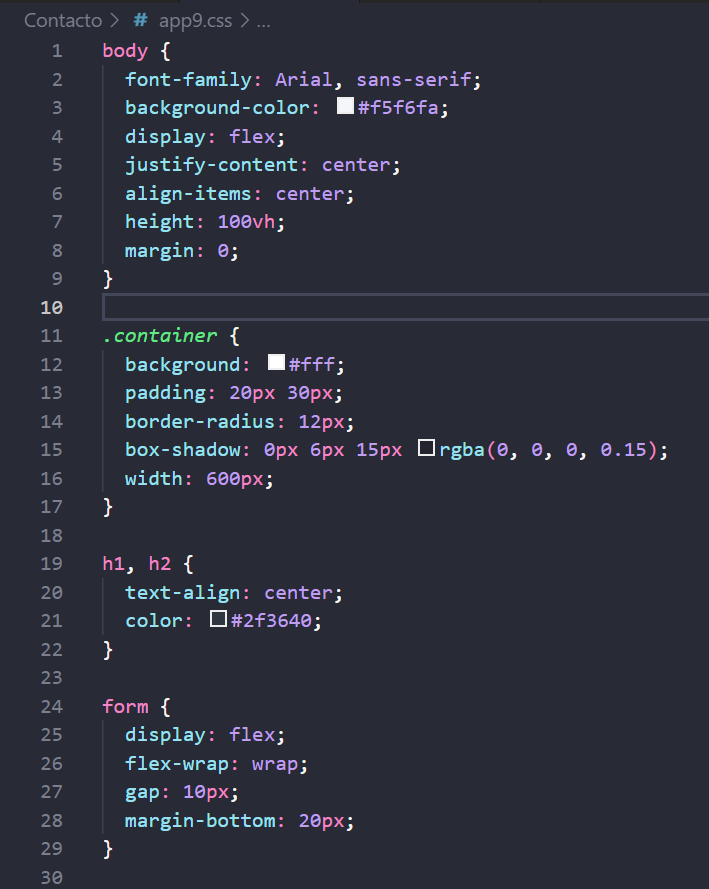 Contacto > # app9.css > ...
1 body {
2 font-family: Arial, sans-serif;
3 background-color: #f5f6fa;
4 display: flex;
5 justify-content: center;
6 align-items: center;
7 height: 100vh;
8 margin: 0;
9 }
10
11 .container {
12 background: #fff;
13 padding: 20px 30px;
14 border-radius: 12px;
15 box-shadow: 0px 6px 15px rgba(0, 0, 0, 0.15);
16 width: 600px;
17 }
18
19 h1, h2 {
20 text-align: center;
21 color: #2f3640;
22 }
23
24 form {
25 display: flex;
26 flex-wrap: wrap;
27 gap: 10px;
28 margin-bottom: 20px;
29 }
30